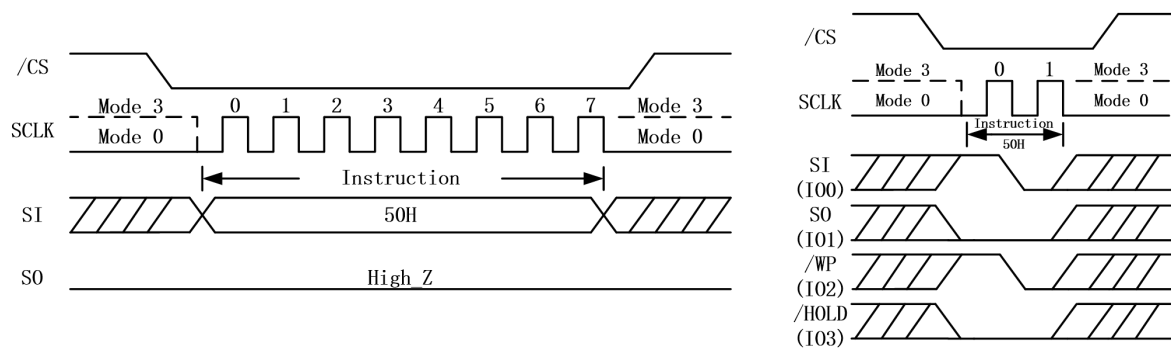 /CS
Mode 3 0 1 2 3 4 5 6 7 Mode 3
SCLK
Mode 0 Mode 0
Instruction
SI 50H
SO High_Z
/CS
Mode 3 0 1 Mode 3
SCLK Mode 0 Mode 0
Instruction
50H
SI
(IO0)
SO
(IO1)
/WP
(IO2)
/HOLD
(IO3)